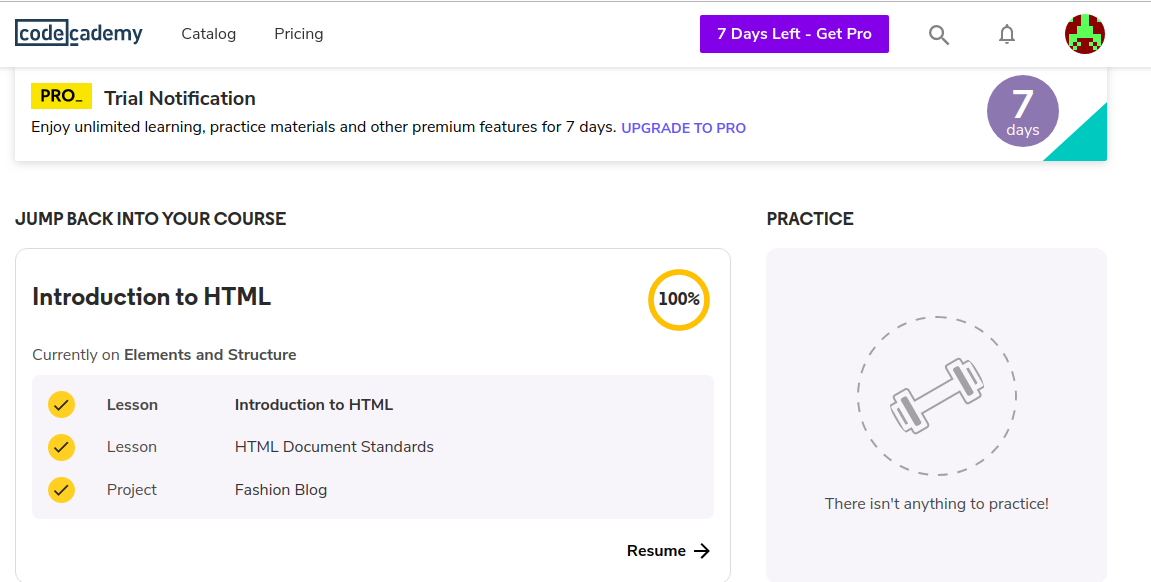 codecademy Catalog Pricing 7 Days Left - Get Pro
PRO_ Trial Notification
Enjoy unlimited learning, practice materials and other premium features for 7 days. UPGRADE TO PRO
7
days
JUMP BACK INTO YOUR COURSE
Introduction to HTML
100%
Currently on Elements and Structure
Lesson Introduction to HTML
Lesson HTML Document Standards
Project Fashion Blog
Resume
PRACTICE
There isn't anything to practice!